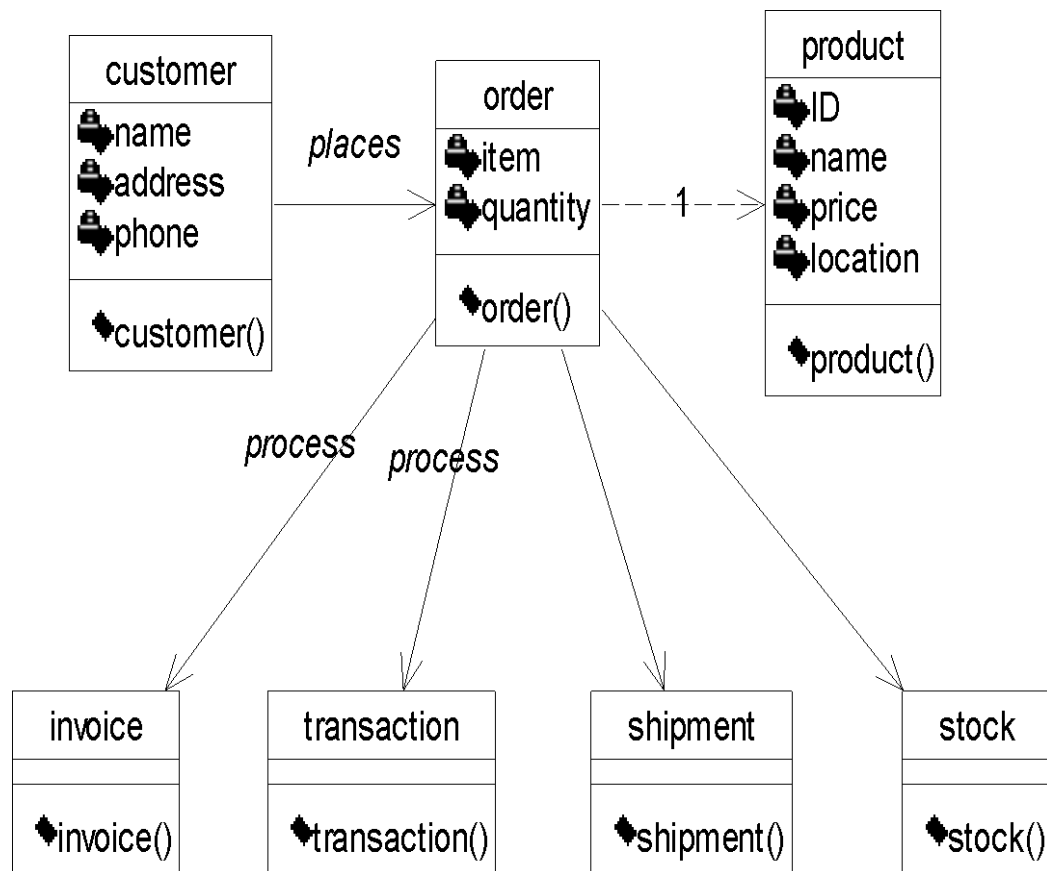 customer
name
address
phone
customer()
places
order
item
quantity
order()
1
product
ID
name
price
location
product()
process
process
invoice
invoice()
transaction
transaction()
shipment
shipment()
stock
stock()